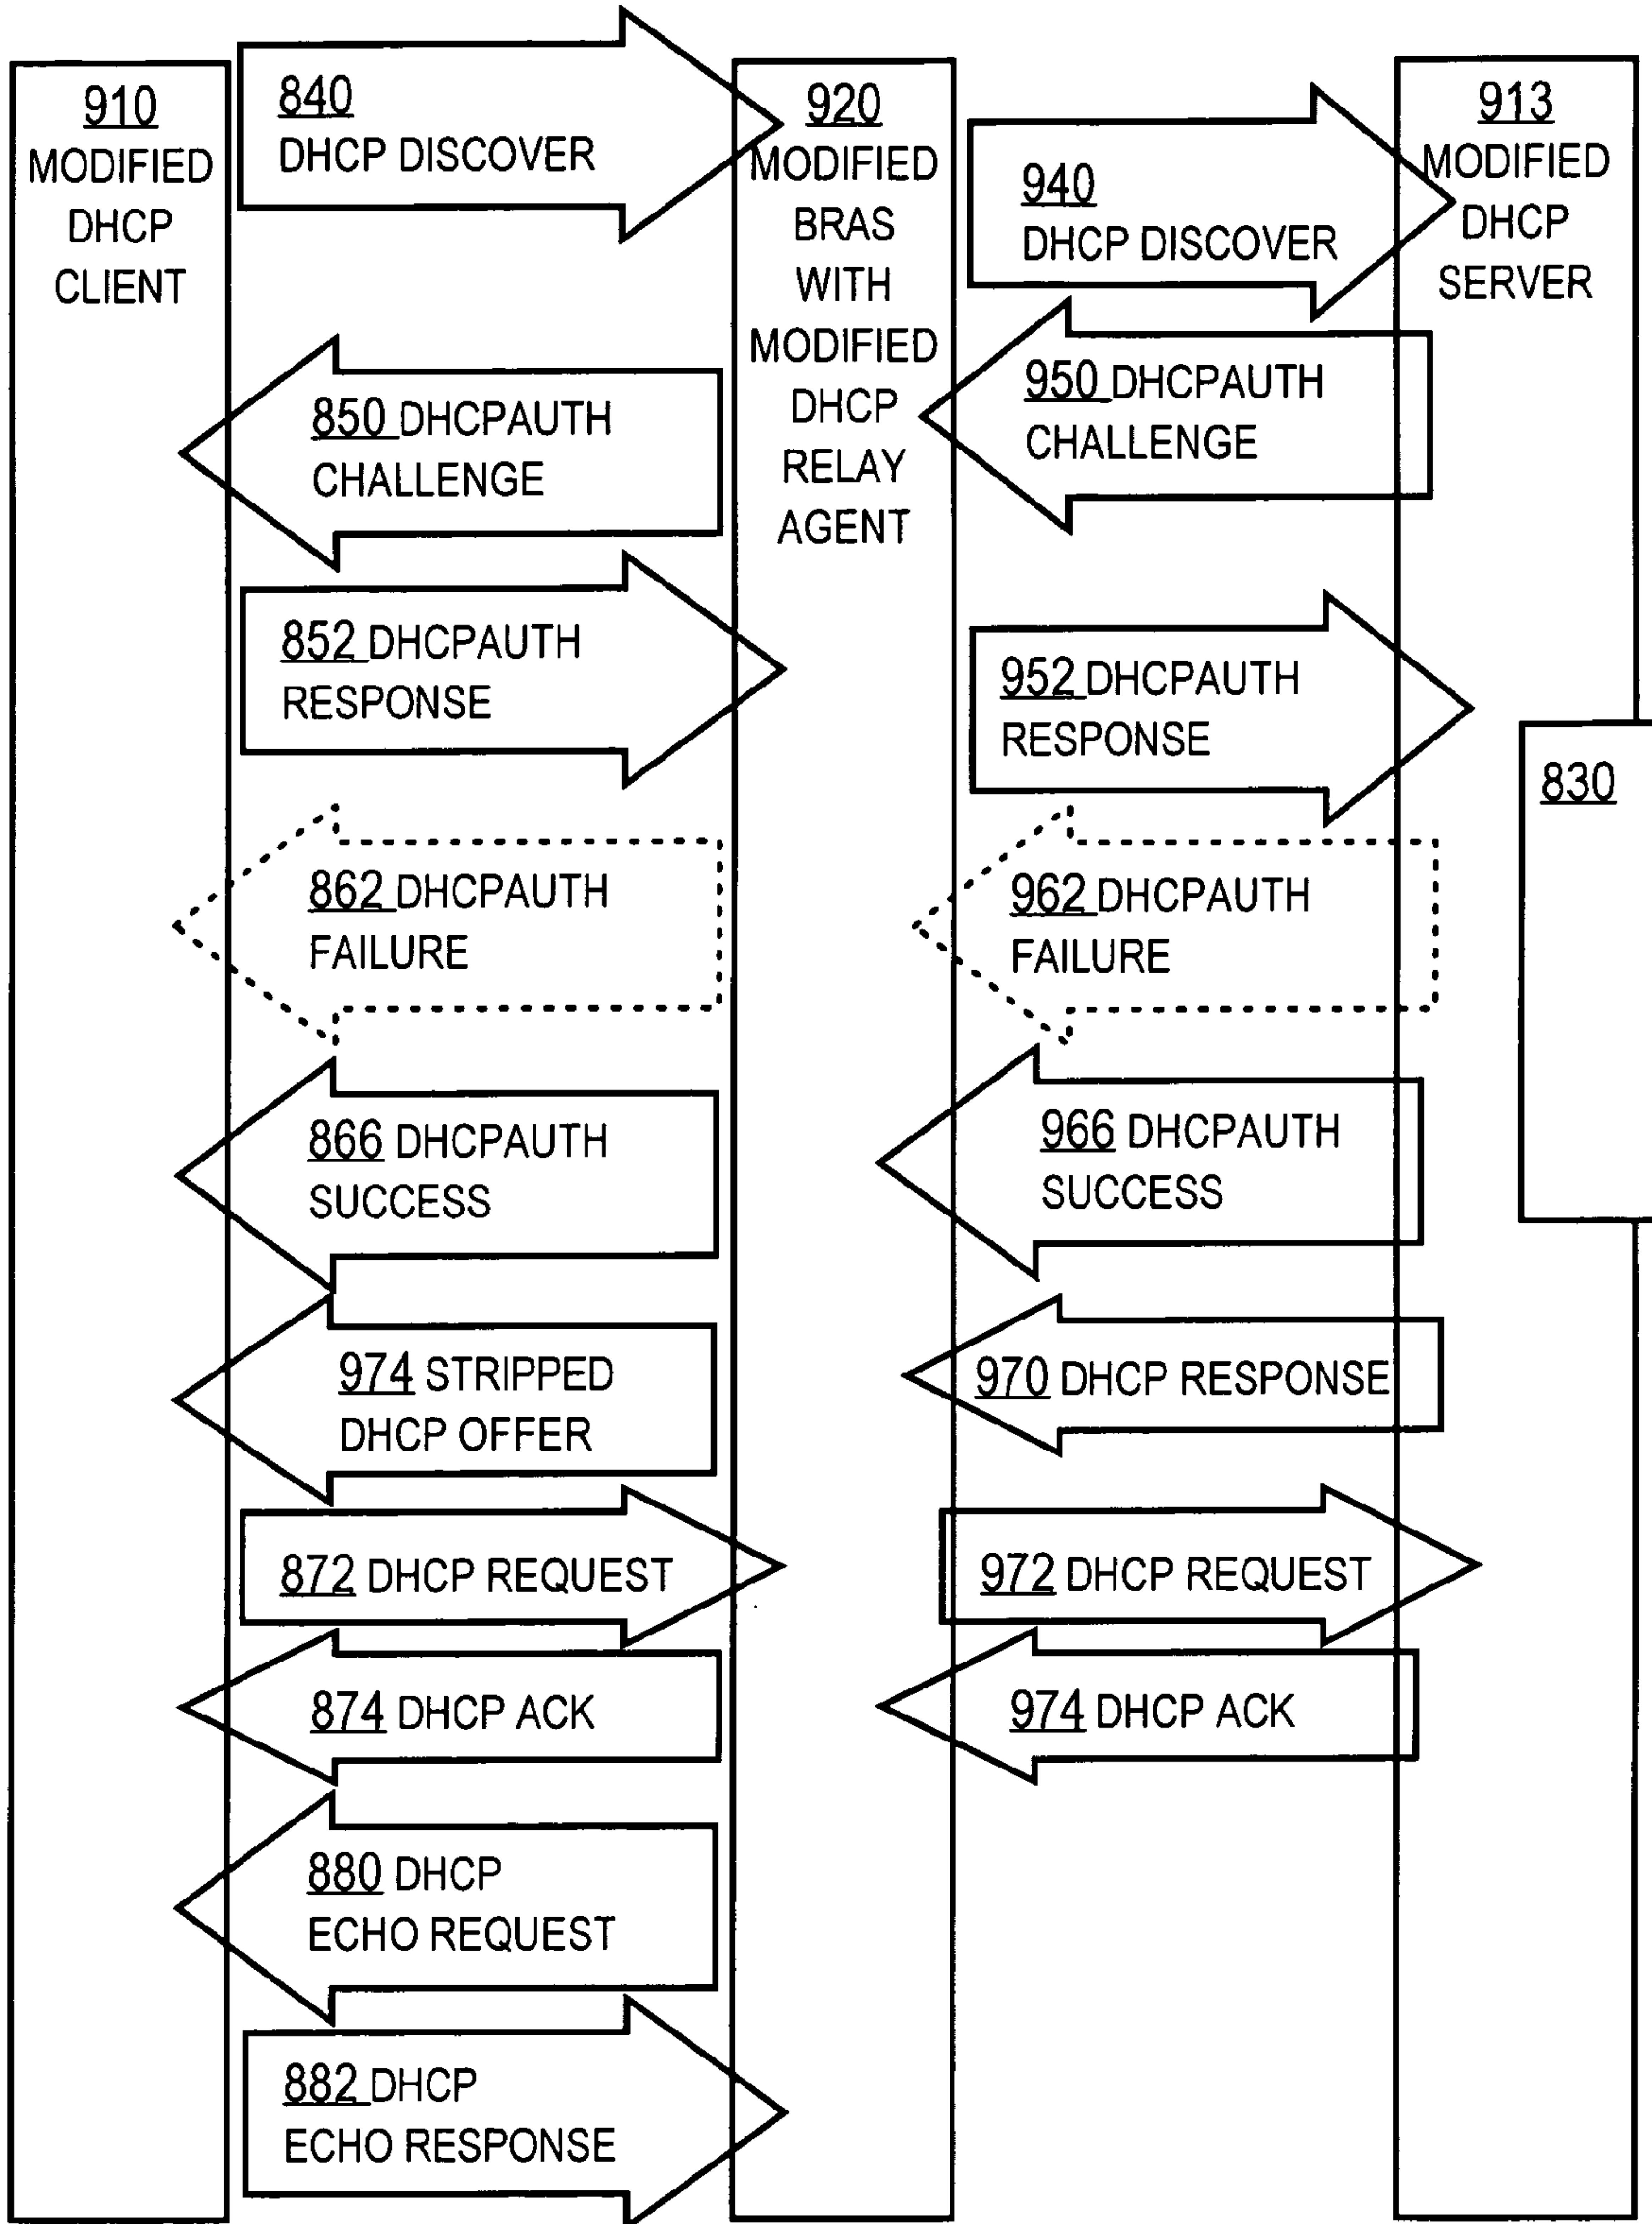 910
MODIFIED
DHCP
CLIENT
840
DHCP DISCOVER
920
MODIFIED
BRAS
WITH
MODIFIED
DHCP
RELAY
AGENT
940
DHCP DISCOVER
913
MODIFIED
DHCP
SERVER
850 DHCPAUTH
CHALLENGE
950 DHCPAUTH
CHALLENGE
852 DHCPAUTH
RESPONSE
952 DHCPAUTH
RESPONSE
830
862 DHCPAUTH
FAILURE
962 DHCPAUTH
FAILURE
866 DHCPAUTH
SUCCESS
966 DHCPAUTH
SUCCESS
974 STRIPPED
DHCP OFFER
970 DHCP RESPONSE
872 DHCP REQUEST
972 DHCP REQUEST
874 DHCP ACK
974 DHCP ACK
880 DHCP
ECHO REQUEST
882 DHCP
ECHO RESPONSE